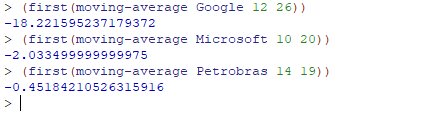 > (first(moving-average Google 12 26))
-18.221595237179372
> (first(moving-average Microsoft 10 20))
-2.033499999999975
> (first(moving-average Petrobras 14 19))
-0.45184210526315916
>